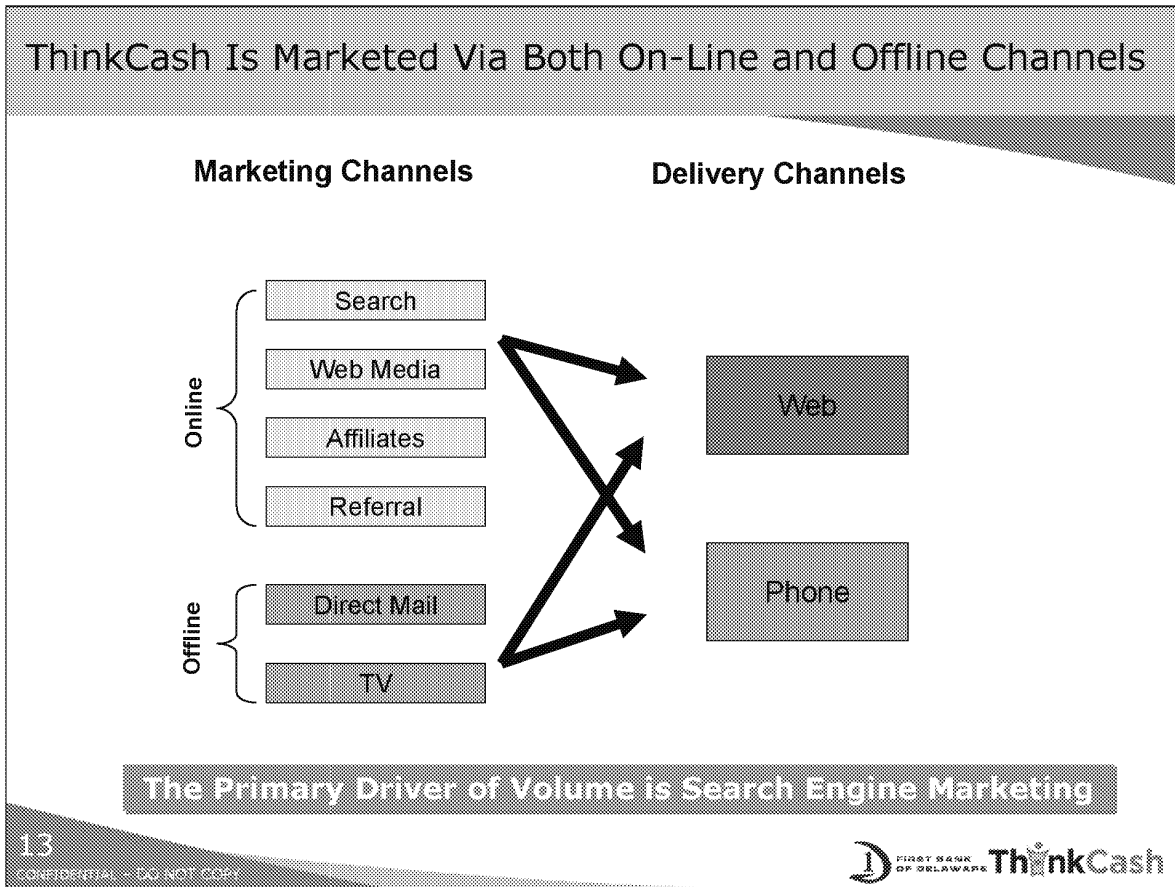 ThinkCash Is Marketed Via Both On-Line and Offline Channels
Marketing Channels
Delivery Channels
Online
Search
Web Media
Affiliates
Referral
Offline
Direct Mail
TV
Web
Phone
The Primary Driver of Volume is Search Engine Marketing
13
CONFIDENTIAL - DO NOT COPY
FIRST BANK
OF DELAWARE
ThinkCash